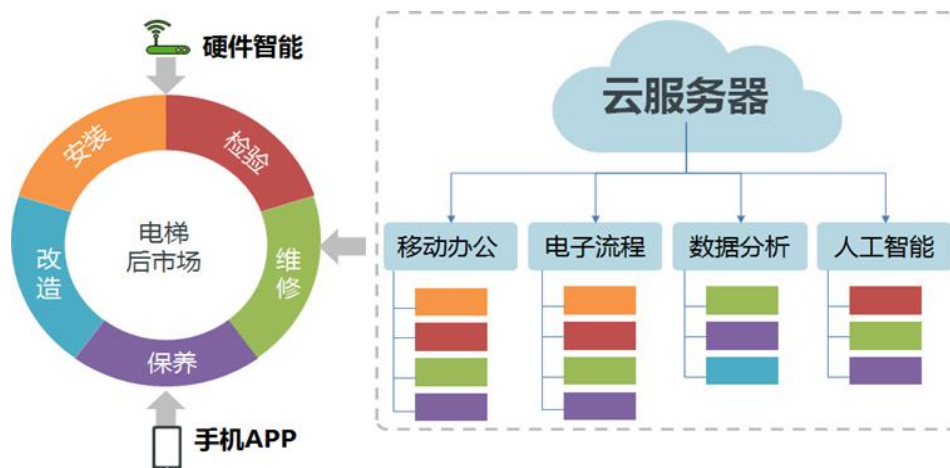 硬件智能
安装
检验
电梯
后市场
改造
维修
保养
手机APP
云服务器
移动办公
电子流程
数据分析
人工智能